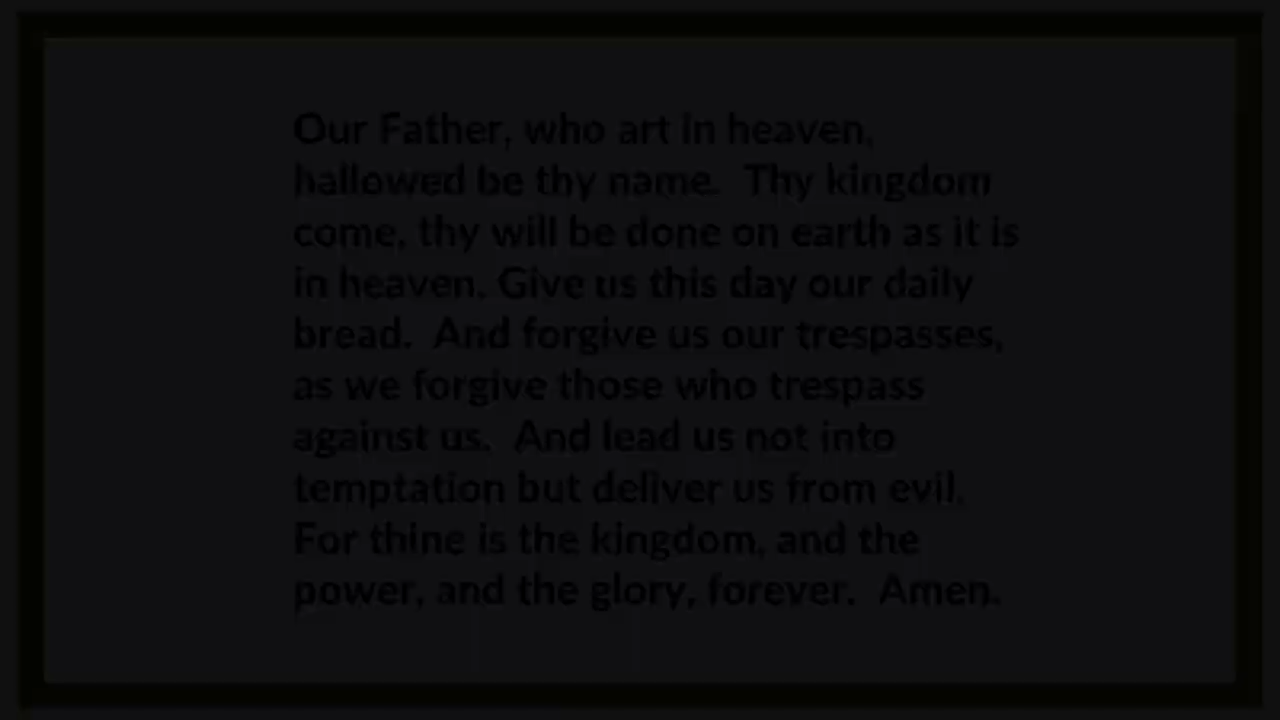 Our Father, who art in heaven,
hallowed be thy name.  Thy kingdom
come, thy will be done on earth as it is
in heaven. Give us this day our daily
bread.  And forgive us our trespasses,
as we forgive those who trespass
against us.  And lead us not into
temptation but deliver us from evil.
For thine is the kingdom, and the
power, and the glory, forever.  Amen.